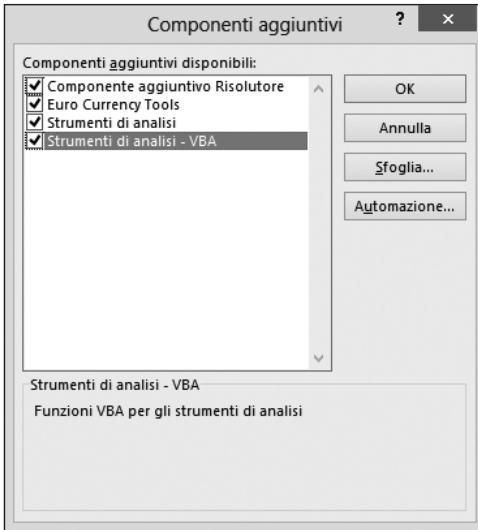 Componenti aggiuntivi ? ×
Componenti aggiuntivi disponibili:
Componente aggiuntivo Risolutore
Euro Currency Tools
Strumenti di analisi
Strumenti di analisi - VBA
OK
Annulla
Sfoglia...
Automazione...
Strumenti di analisi - VBA
Funzioni VBA per gli strumenti di analisi